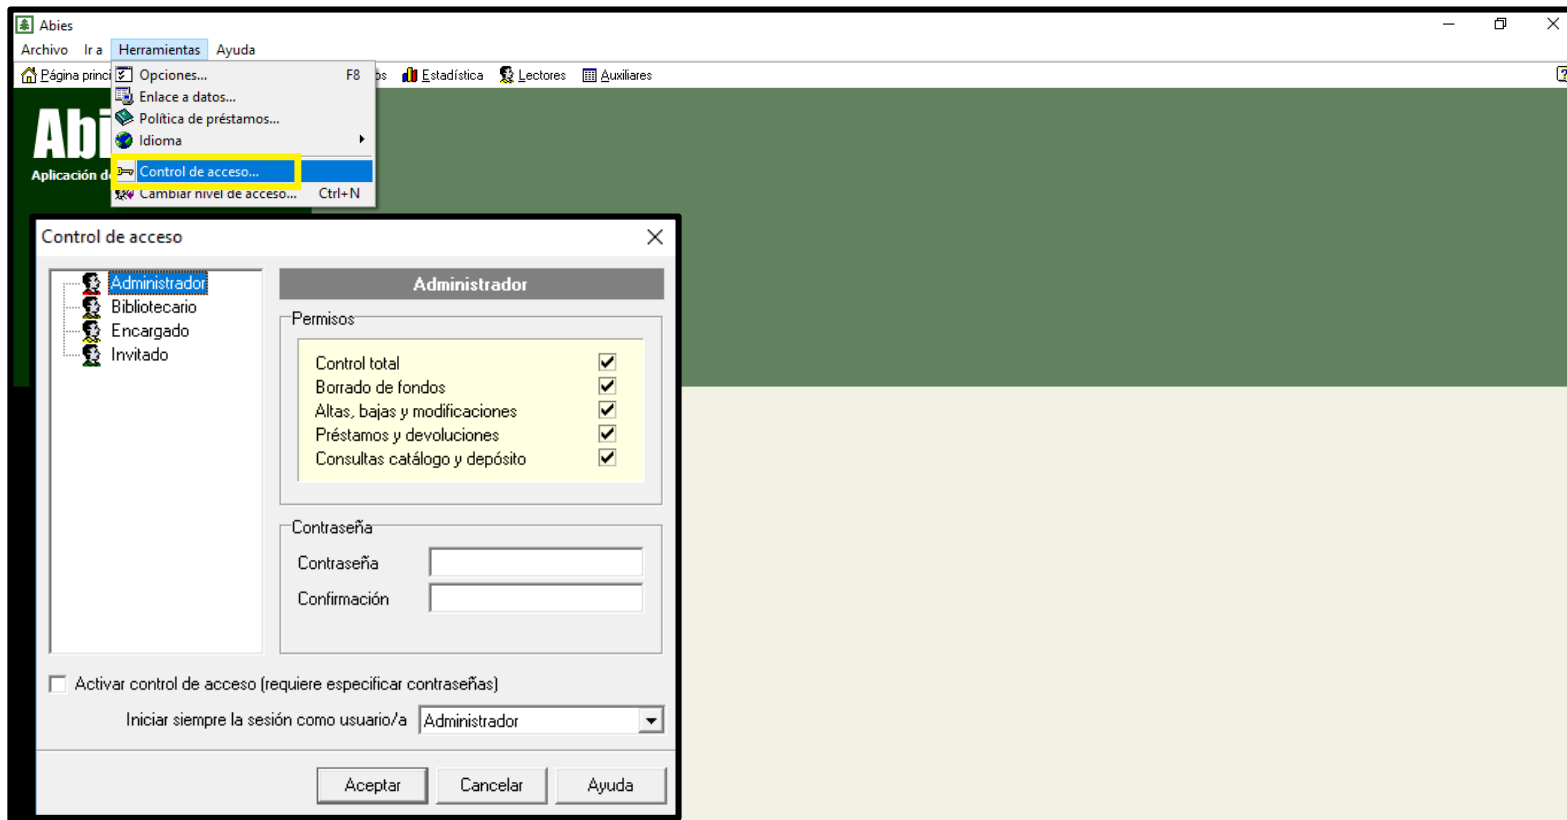 Abies
Archivo Ir a Herramientas Ayuda
Página princi
Estadística Lectores Auxiliares
Opciones... F8
Enlace a datos...
Política de préstamos...
Idioma
Control de acceso...
Cambiar nivel de acceso... Ctrl+N
Abi
Aplicación d
Control de acceso
Administrador
Bibliotecario
Encargado
Invitado
Administrador
Permisos
Control total
Borrado de fondos
Altas, bajas y modificaciones
Préstamos y devoluciones
Consultas catálogo y depósito
Contraseña
Contraseña
Confirmación
Activar control de acceso (requiere especificar contraseñas)
Iniciar siempre la sesión como usuario/a Administrador
Aceptar Cancelar Ayuda